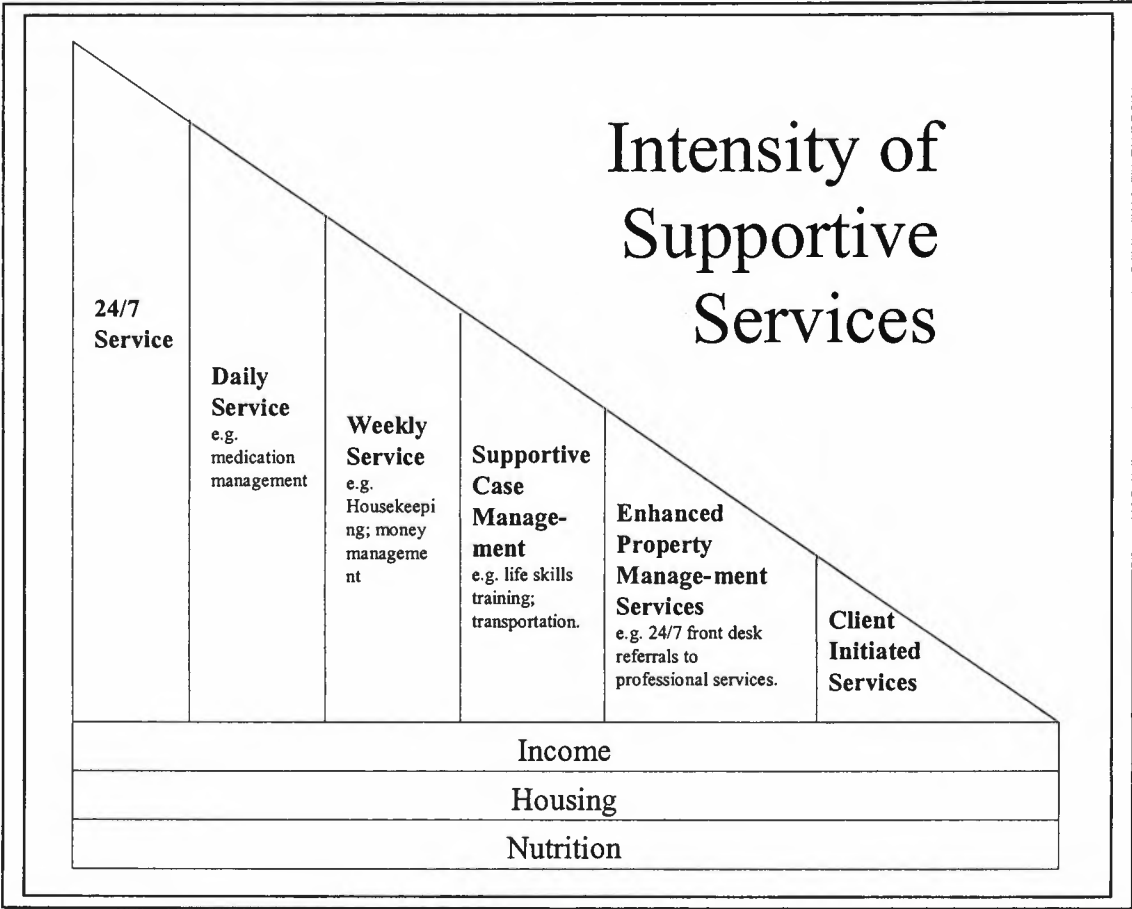 Intensity of
Supportive
Services
24/7
Service
Daily
Service
e.g.
medication
management
Weekly
Service
e.g.
Housekeepi
ng; money
manageme
nt
Supportive
Case
Manage-
ment
e.g. life skills
training;
transportation.
Enhanced
Property
Manage-ment
Services
e.g. 24/7 front desk
referrals to
professional services.
Client
Initiated
Services
Income
Housing
Nutrition